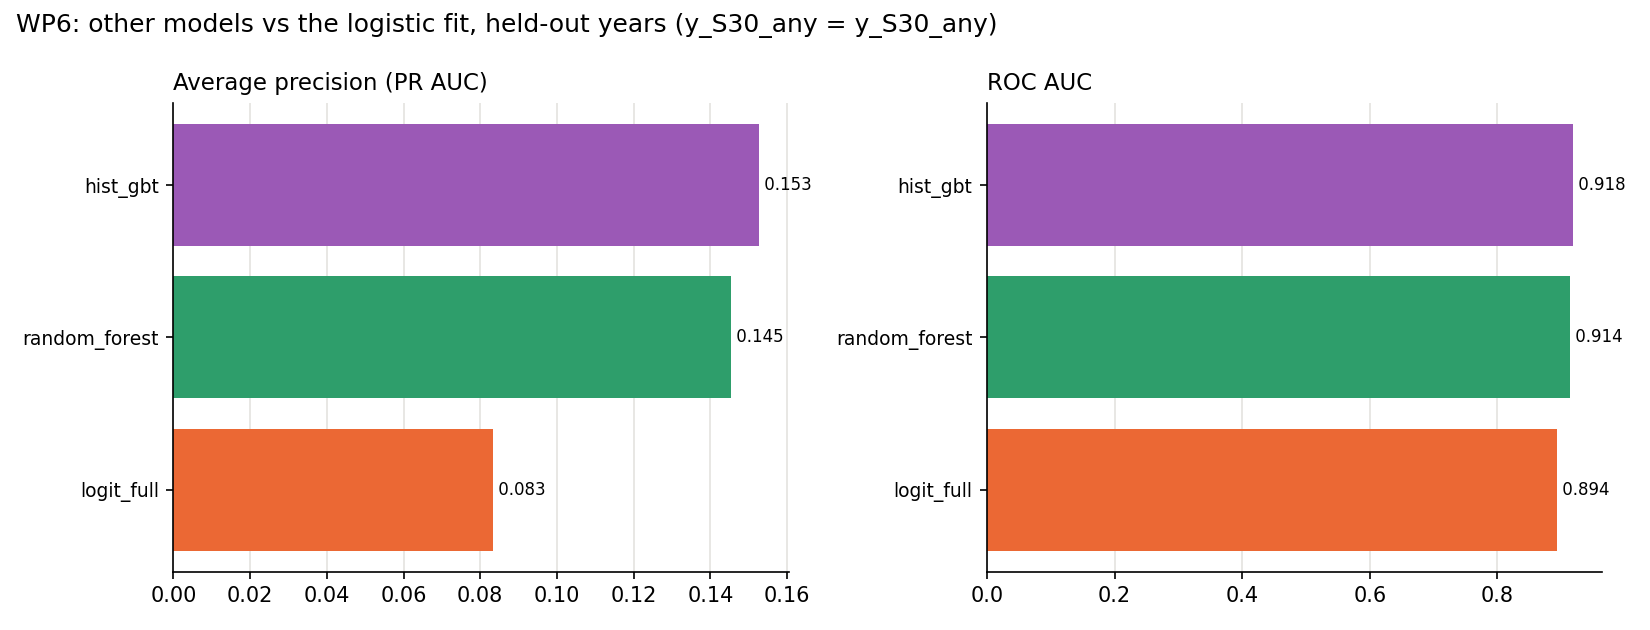 WP6: other models vs the logistic fit, held-out years (y_S30_any = y_S30_any)
Average precision (PR AUC)
hist_gbt
0.153
random_forest
0.145
logit_full
0.083
0.00 0.02 0.04 0.06 0.08 0.10 0.12 0.14 0.16
ROC AUC
hist_gbt
0.918
random_forest
0.914
logit_full
0.894
0.0 0.2 0.4 0.6 0.8